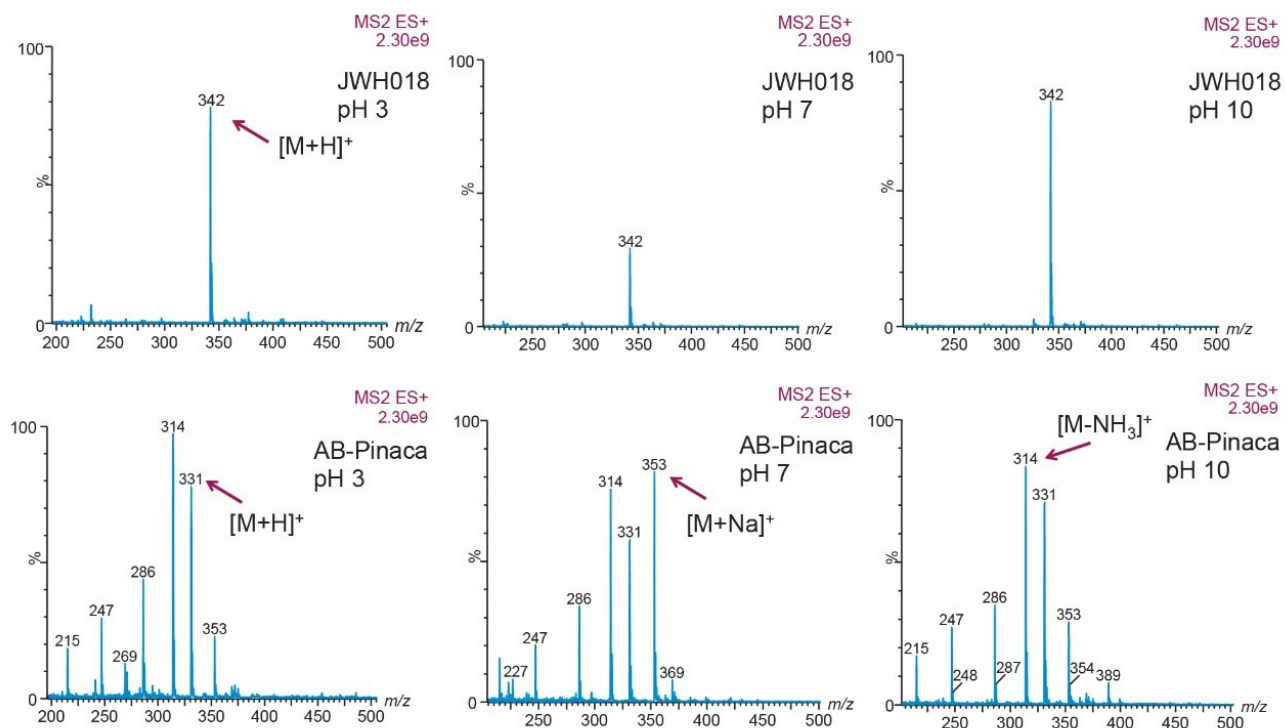 MS2 ES+
2.30e9
JWH018
pH 3
100
%
0
342
[M+H]+
200 250 300 350 400 450 500 m/z
MS2 ES+
2.30e9
JWH018
pH 7
100
%
0
342
250 300 350 400 450 500 m/z
MS2 ES+
2.30e9
JWH018
pH 10
100
%
0
342
250 300 350 400 450 500 m/z
MS2 ES+
2.30e9
AB-Pinaca
pH 3
100
%
0
314
331
[M+H]+
286
247
215
269
353
200 250 300 350 400 450 500 m/z
MS2 ES+
2.30e9
AB-Pinaca
pH 7
100
%
0
353
314
[M+Na]+
331
286
247
227
369
250 300 350 400 450 500 m/z
MS2 ES+
2.30e9
[M-NH₃]+
AB-Pinaca
pH 10
100
%
0
314
331
286
247
353
215
248
287
354
389
250 300 350 400 450 500 m/z